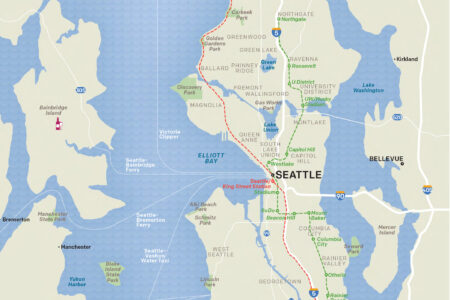 Carkeek
Park
Northgate
Northgate
5
Golden
Gardens
Park
GREENWOOD
GREEN LAKE
Kirkland
BALLARD
PHINNEY
RIDGE
Green
Lake
RAVENNA
Roosevelt
Discovery
Park
FREMONT
WALLINGFORD
U District
UNIVERSITY
DISTRICT
UW/Husky
Stadium
Lake
Washington
305
MAGNOLIA
Gas Works
Park
Bainbridge
Island
Lake
Union
MONTLAKE
520
Victoria
Clipper
QUEEN
ANNE
SOUTH
LAKE
UNION
Capitol Hill
CAPITOL
HILL
ELLIOTT
BAY
Westlake
BELLEVUE
405
Seattle-
Bainbridge
Ferry
SEATTLE
Seattle
King Street Station
Stadium
90
Alki Beach
Park
Schmitz
Park
SoDo
Beacon Hill
Mount
Baker
Bremerton
Manchester
State Park
Seattle-
Bremerton Ferry
Manchester
WEST
SEATTLE
99
COLUMBIA
CITY
Columbia
City
Mercer
Island
Seattle-
Vashon
Water Taxi
RAINIER
VALLEY
Seward
Park
Yukon
Harbor
Blake
Island
State Park
Lincoln
Park
GEORGETOWN
Othello
5
Rainier